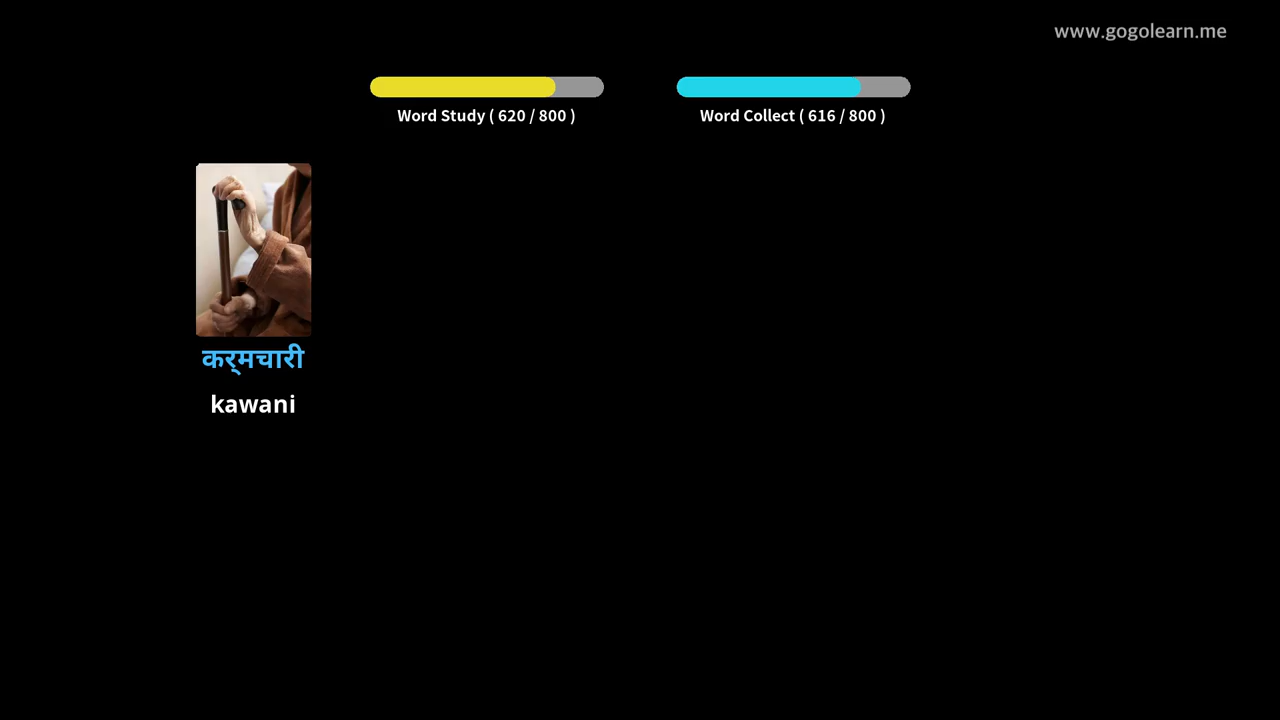 www.gogolearn.me
Word Study ( 620 / 800 )
Word Collect ( 616 / 800 )
कर्‌मचारी
kawani